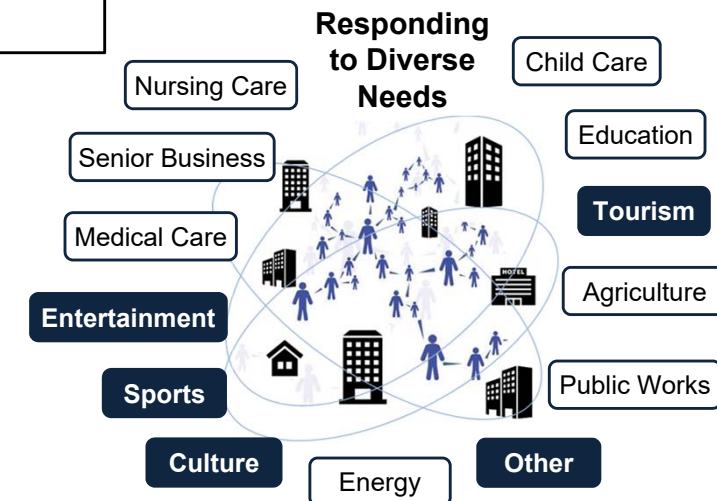 Responding
to Diverse
Needs
Nursing Care
Child Care
Senior Business
Education
Medical Care
Tourism
HOTEL
Entertainment
Agriculture
Sports
Public Works
Culture
Energy
Other